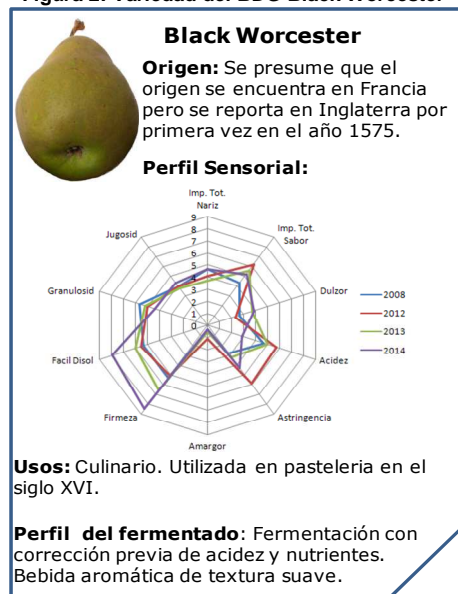 Black Worcester
Origen: Se presume que el
origen se encuentra en Francia
pero se reporta en Inglaterra por
primera vez en el año 1575.
Perfil Sensorial:
Imp. Tot.
Nariz
Imp. Tot.
Sabor
Dulzor
Acidez
Astringencia
Amargor
Firmeza
Facil Disol
Granulosid
Jugosid
9
8
7
6
5
4
3
2
1
0
2008
2012
2013
2014
Usos: Culinario. Utilizada en pasteleria en el
siglo XVI.
Perfil del fermentado: Fermentación con
corrección previa de acidez y nutrientes.
Bebida aromática de textura suave.